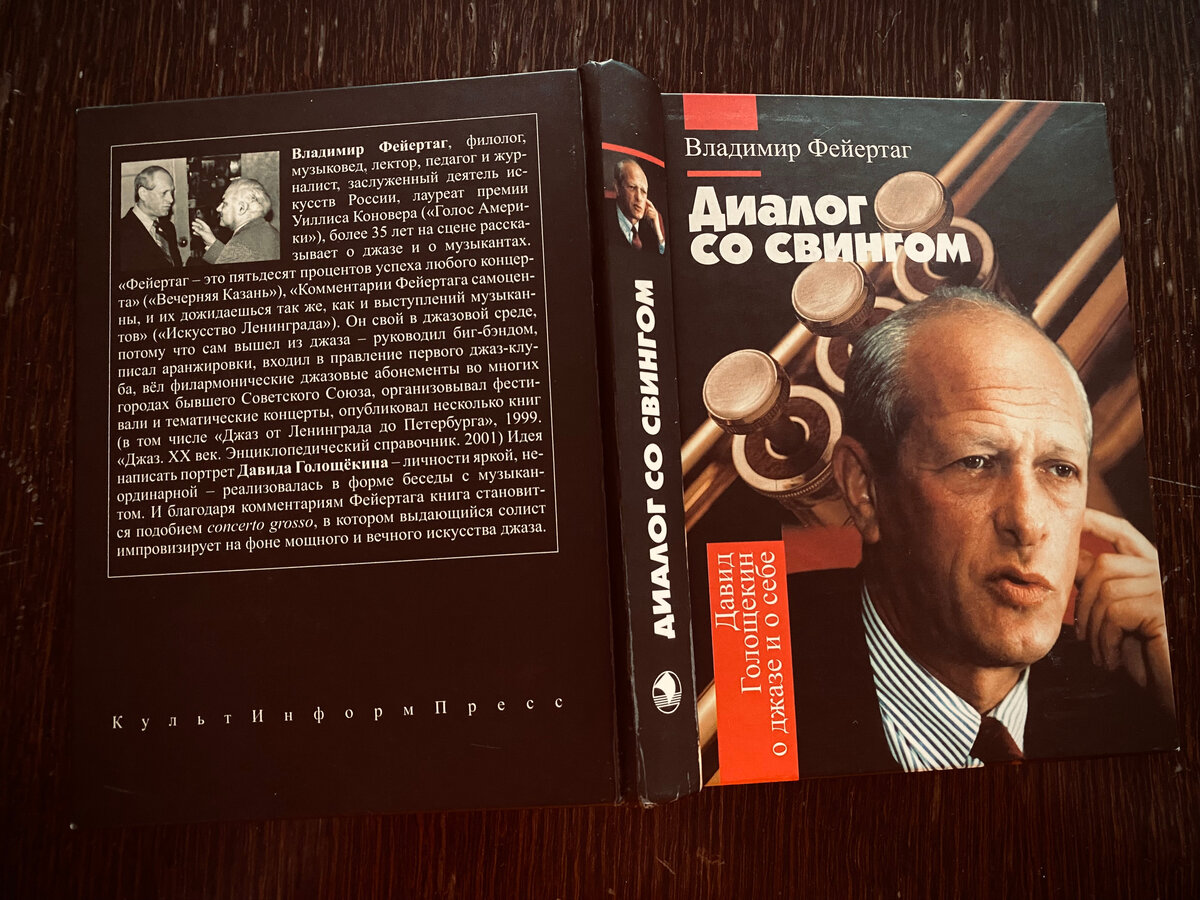 Владимир Фейертаг, филолог,
музыковед, лектор, педагог и жур-
налист, заслуженный деятель ис-
кусств России, лауреат премии
Уиллиса Коновера («Голос Амери-
ки»), более 35 лет на сцене расска-
зывает о джазе и о музыкантах.
«Фейертаг – это пятьдесят процентов успеха любого концер-
та» («Вечерняя Казань»), «Комментарии Фейертага самоцен-
ны, и их дожидаешься так же, как и выступлений музыкан-
тов» («Искусство Ленинграда»). Он свой в джазовой среде,
потому что сам вышел из джаза – руководил биг-бэндом,
писал аранжировки, входил в правление первого джаз-клу-
ба, вёл филармонические джазовые абонементы во многих
городах бывшего Советского Союза, организовывал фести-
вали и тематические концерты, опубликовал несколько книг
(в том числе «Джаз от Ленинграда до Петербурга», 1999.
«Джаз. XX век. Энциклопедический справочник. 2001) Идея
написать портрет Давида Голощёкина – личности яркой, не-
ординарной – реализовалась в форме беседы с музыкан-
том. И благодаря комментариям Фейертага книга становит-
ся подобием concerto grosso, в котором выдающийся солист
импровизирует на фоне мощного и вечного искусства джаза.
КультИнформПресс
ДИАЛОГ СО СВИНГОМ
Владимир Фейертаг
Диалог
со свингом
Давид
Голощекин
о джазе и о себе